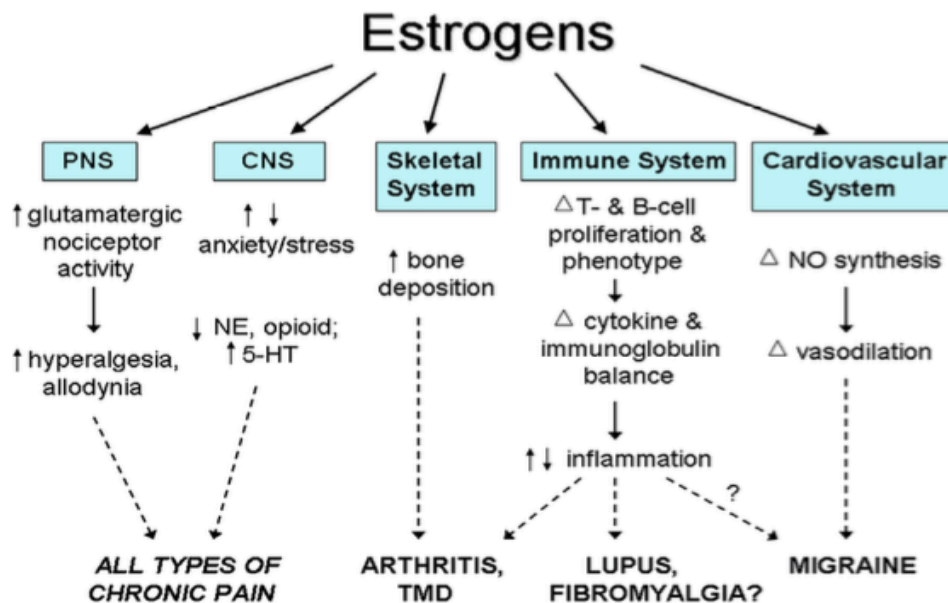 Estrogens
PNS
↑ glutamatergic
nociceptor
activity
↑ hyperalgesia,
allodynia
CNS
↑ ↓
anxiety/stress
↓ NE, opioid;
↑ 5-HT
ALL TYPES OF
CHRONIC PAIN
Skeletal
System
↑ bone
deposition
ARTHRITIS,
TMD
Immune System
△ T- & B-cell
proliferation &
phenotype
△ cytokine &
immunoglobulin
balance
↑↓ inflammation
?
LUPUS,
FIBROMYALGIA?
Cardiovascular
System
△ NO synthesis
△ vasodilation
MIGRAINE